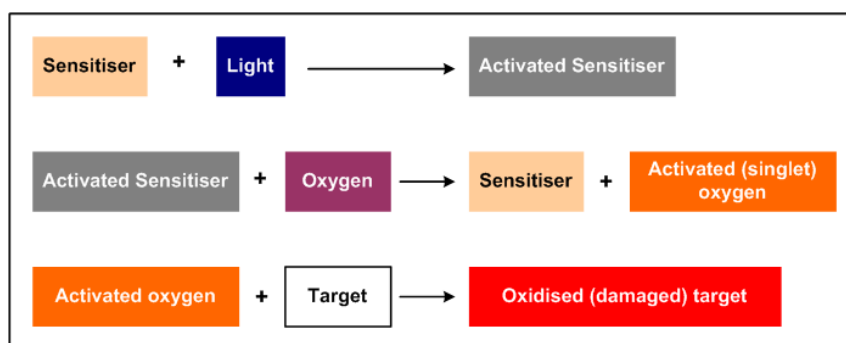 Sensitiser + Light Activated Sensitiser
Activated Sensitiser + Oxygen Sensitiser + Activated (singlet)
oxygen
Activated oxygen + Target Oxidised (damaged) target